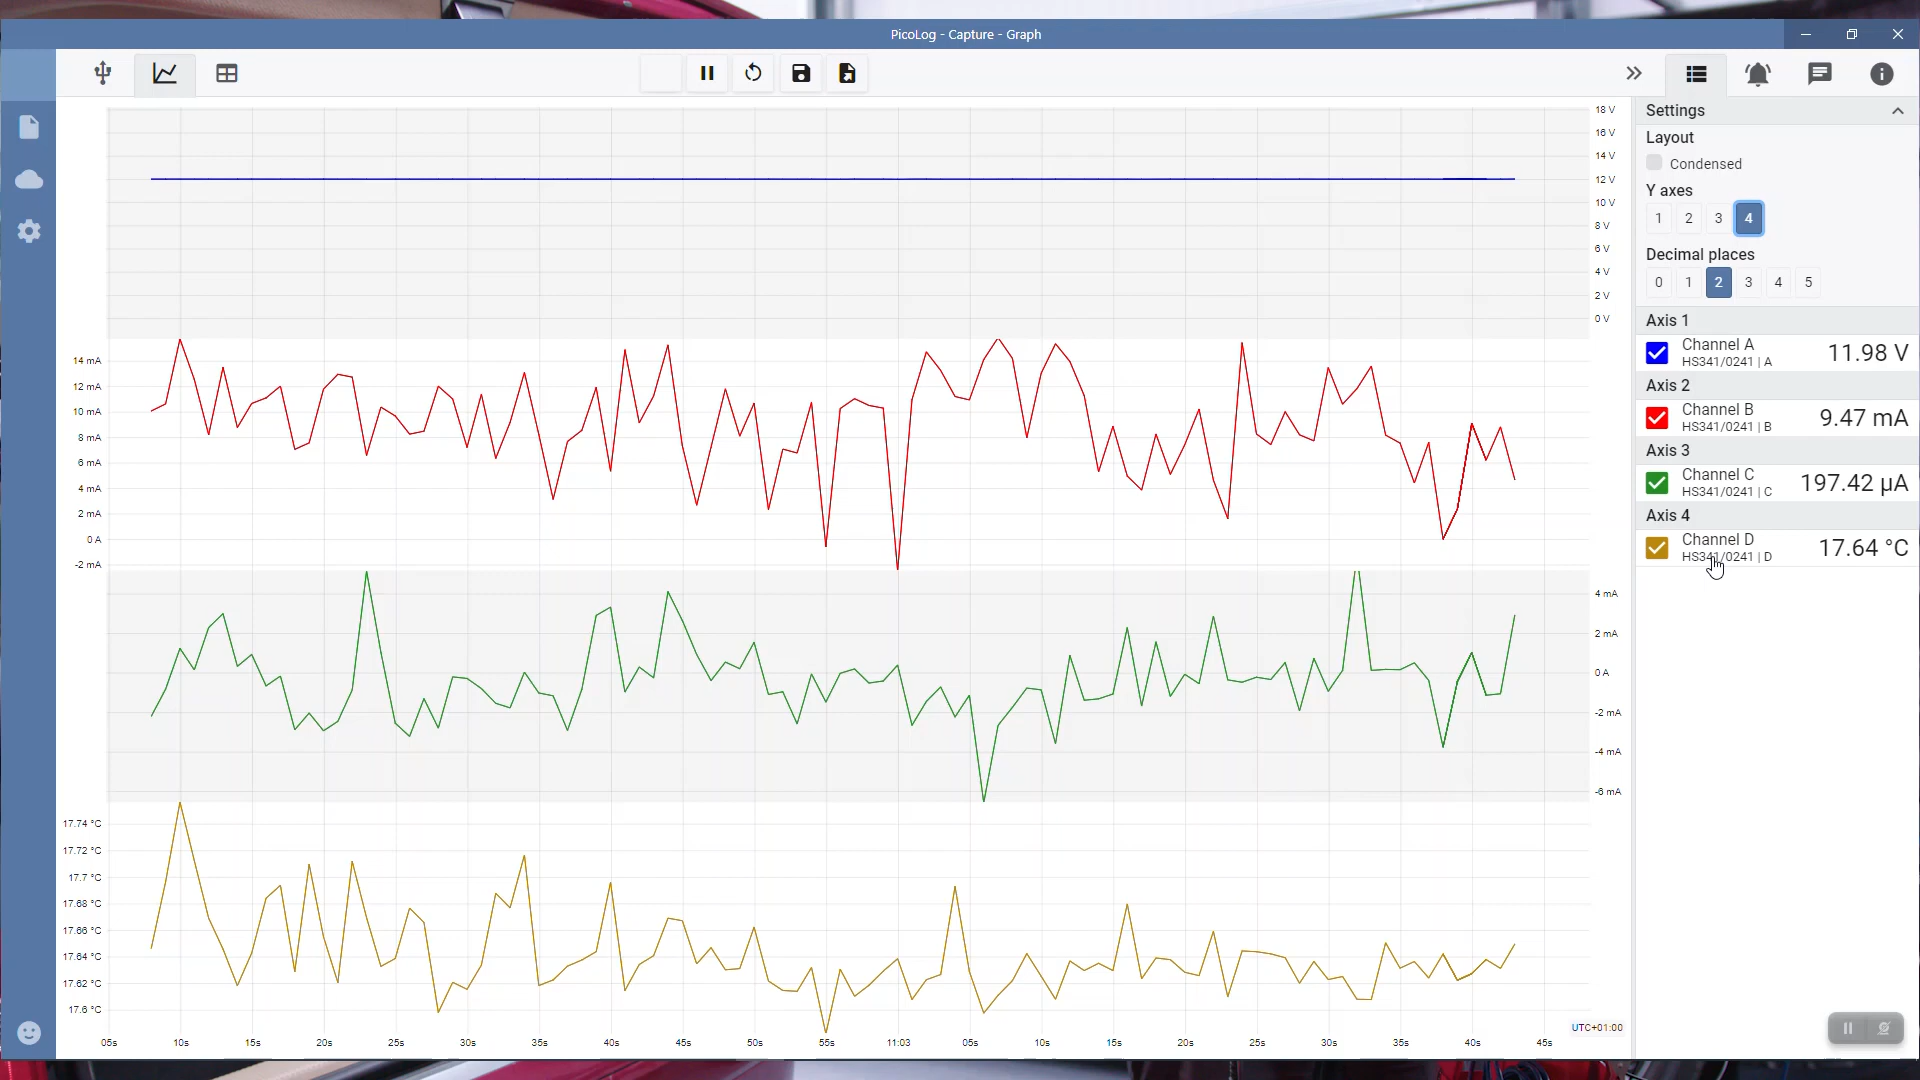 PicoLog - Capture - Graph
Settings
Layout
Condensed
Y axes
1 2 3 4
Decimal places
0 1 2 3 4 5
Axis 1
Channel A
HS341/0241 | A
11.98 V
Axis 2
Channel B
HS341/0241 | B
9.47 mA
Axis 3
Channel C
HS341/0241 | C
197.42 µA
Axis 4
Channel D
HS341/0241 | D
17.64 °C
18 V
16 V
14 V
12 V
10 V
8 V
6 V
4 V
2 V
0 V
14 mA
12 mA
10 mA
8 mA
6 mA
4 mA
2 mA
0 A
-2 mA
4 mA
2 mA
0 A
-2 mA
-4 mA
-6 mA
17.74 °C
17.72 °C
17.7 °C
17.68 °C
17.66 °C
17.64 °C
17.62 °C
17.6 °C
UTC+01:00
05s 10s 15s 20s 25s 30s 35s 40s 45s 50s 55s 11:03 05s 10s 15s 20s 25s 30s 35s 40s 45s